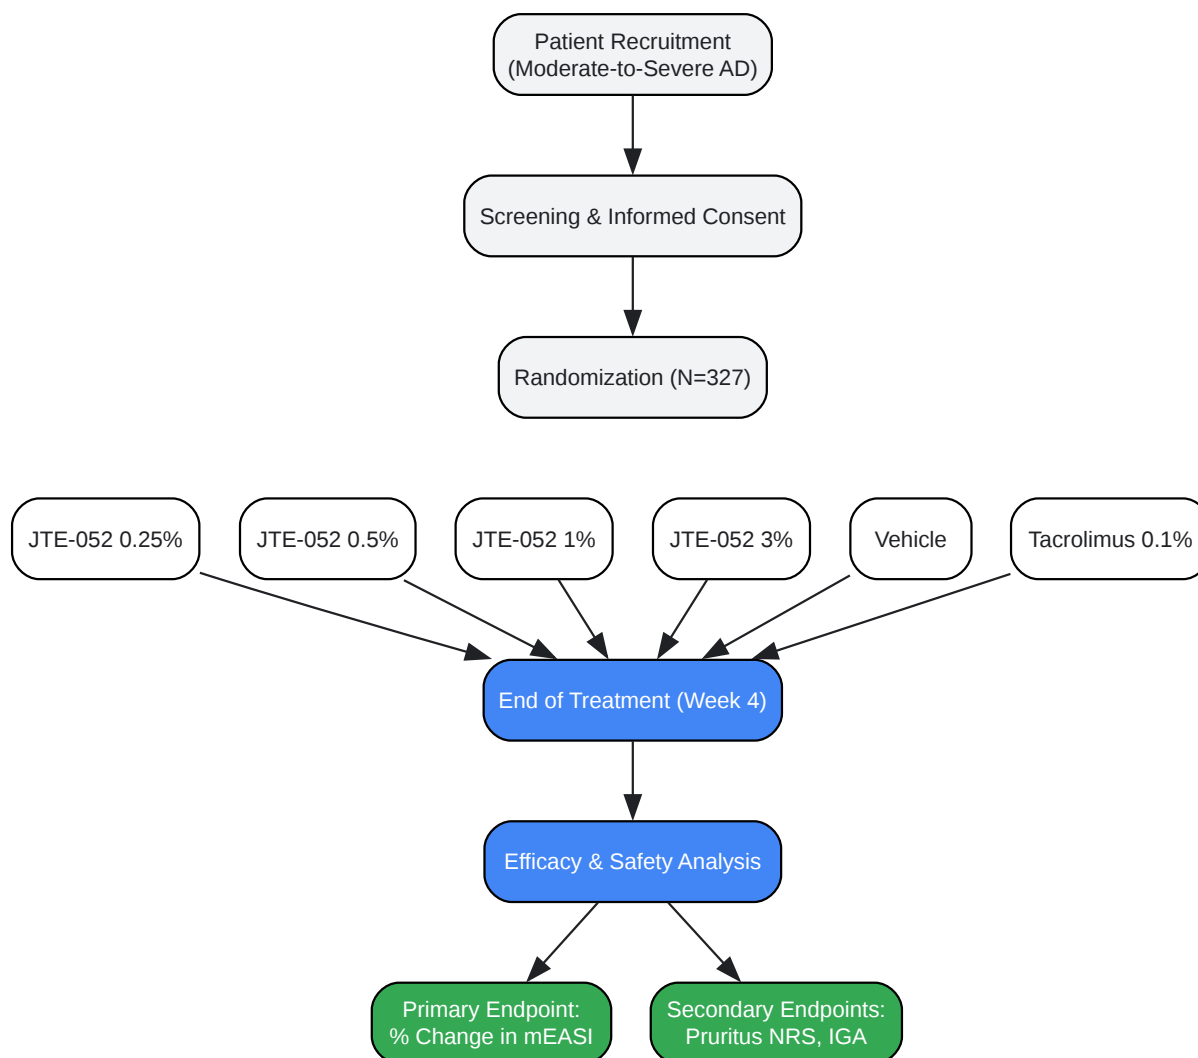 Patient Recruitment
(Moderate-to-Severe AD)
Screening & Informed Consent
Randomization (N=327)
JTE-052 0.25%
JTE-052 0.5%
JTE-052 1%
JTE-052 3%
Vehicle
Tacrolimus 0.1%
End of Treatment (Week 4)
Efficacy & Safety Analysis
Primary Endpoint:
% Change in mEASI
Secondary Endpoints:
Pruritus NRS, IGA